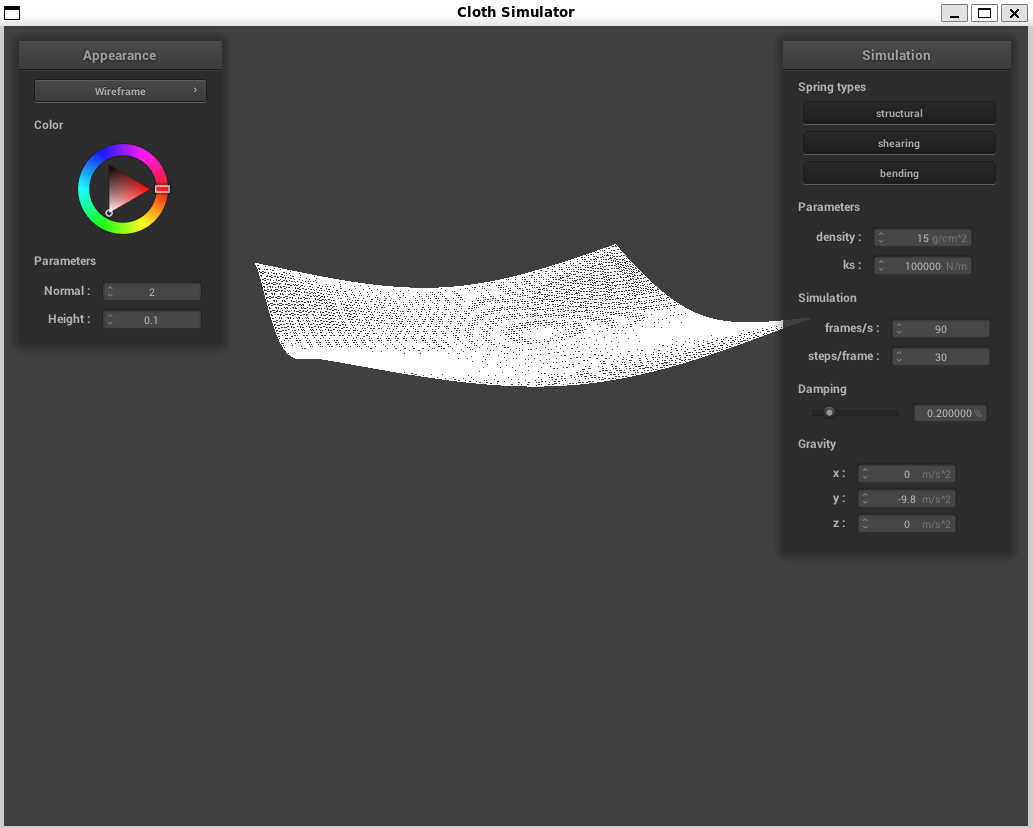 Cloth Simulator
Appearance
Wireframe
Color
Parameters
Normal : 2
Height : 0.1
Simulation
Spring types
structural
shearing
bending
Parameters
density : 15 g/cm^2
ks : 100000 N/m
Simulation
frames/s : 90
steps/frame : 30
Damping
0.200000 %
Gravity
x : 0 m/s^2
y : -9.8 m/s^2
z : 0 m/s^2